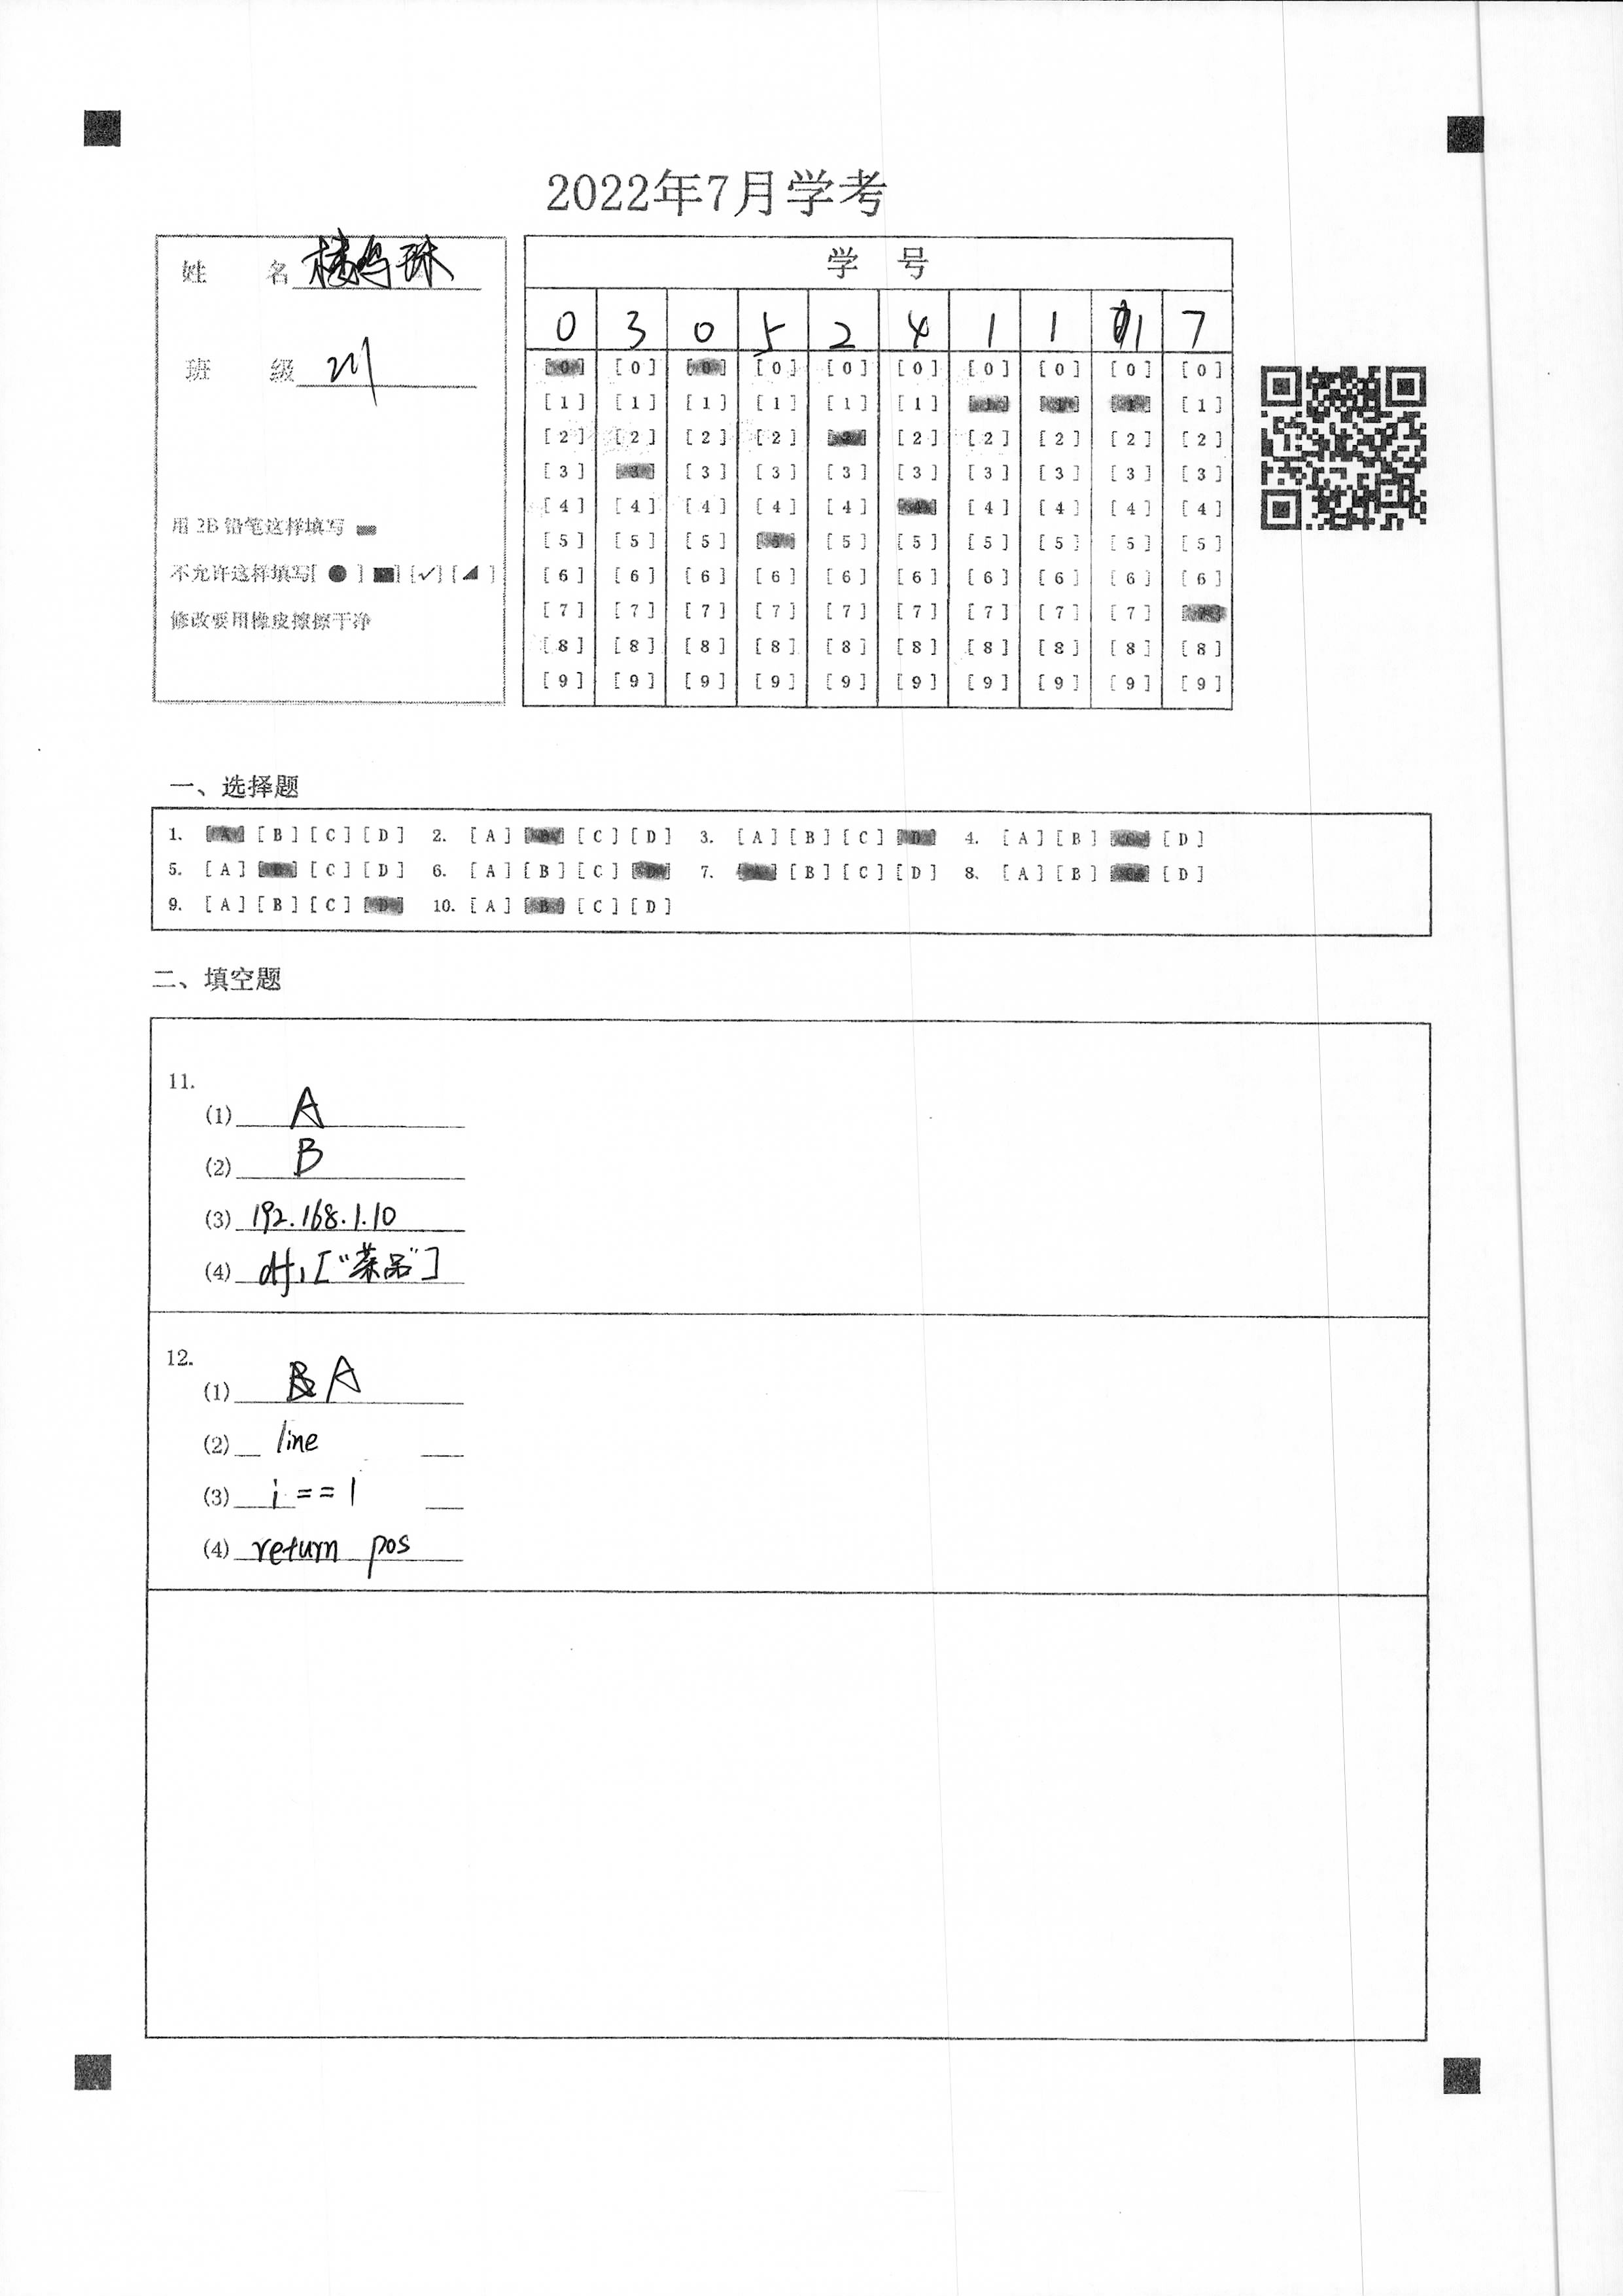 2022年7月学考
姓 名 楼鸣珠
班 级 211
用 2B 铅笔这样填写
不允许这样填写[ ● ] [■] [✓] [◢ ]
修改要用橡皮擦擦干净
学 号
0 3 0 5 2 4 1 1 1 7
[0] [0] [0] [0] [0] [0] [0] [0] [0] [0]
[1] [1] [1] [1] [1] [1] [1] [1] [1] [1]
[2] [2] [2] [2] [2] [2] [2] [2] [2] [2]
[3] [3] [3] [3] [3] [3] [3] [3] [3] [3]
[4] [4] [4] [4] [4] [4] [4] [4] [4] [4]
[5] [5] [5] [5] [5] [5] [5] [5] [5] [5]
[6] [6] [6] [6] [6] [6] [6] [6] [6] [6]
[7] [7] [7] [7] [7] [7] [7] [7] [7] [7]
[8] [8] [8] [8] [8] [8] [8] [8] [8] [8]
[9] [9] [9] [9] [9] [9] [9] [9] [9] [9]
一、选择题
1. [A] [B] [C] [D] 2. [A] [B] [C] [D] 3. [A] [B] [C] [D] 4. [A] [B] [C] [D]
5. [A] [B] [C] [D] 6. [A] [B] [C] [D] 7. [A] [B] [C] [D] 8. [A] [B] [C] [D]
9. [A] [B] [C] [D] 10. [A] [B] [C] [D]
二、填空题
11.
(1) A
(2) B
(3) 192.168.1.10
(4) df1["菜品"]
12.
(1) A
(2) line
(3) i==1
(4) return pos